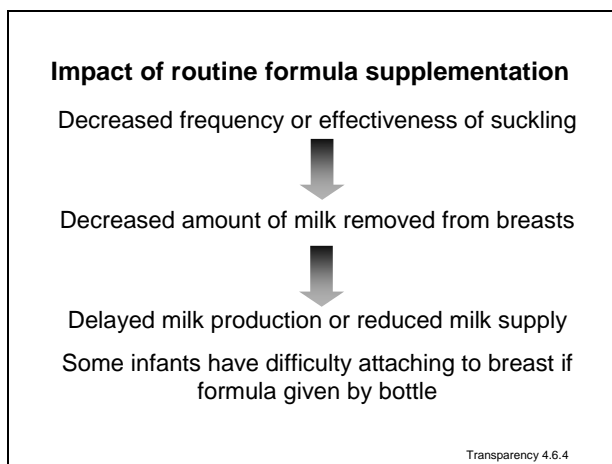 Impact of routine formula supplementation
Decreased frequency or effectiveness of suckling
Decreased amount of milk removed from breasts
Delayed milk production or reduced milk supply
Some infants have difficulty attaching to breast if
formula given by bottle
Transparency 4.6.4